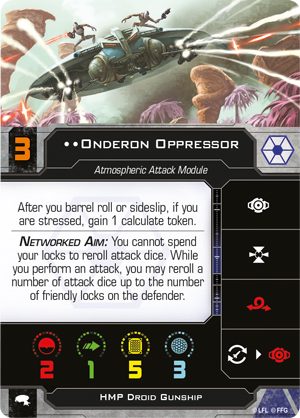 3
••Onderon Oppressor
Atmospheric Attack Module
After barrel roll or sideslip, if you
are stressed, gain 1 calculate token.
Networked Aim: You cannot spend
your locks to reroll attack dice. While
you perform an attack, you may reroll a
number of attack dice up to the number
of friendly locks on the defender.
2 1 5 3
HMP Droid Gunship
©LFL ©FFG